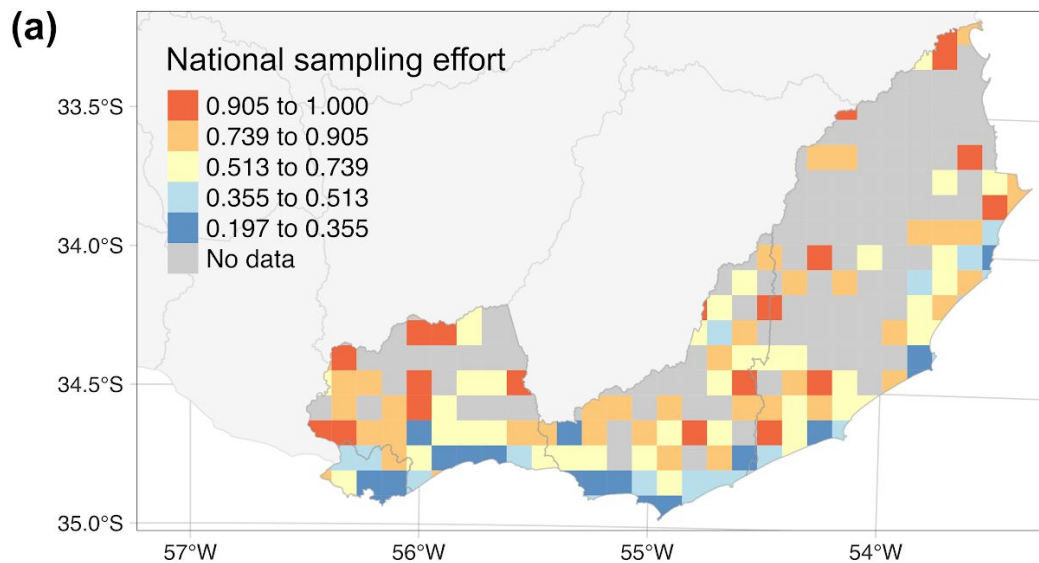 (a)
National sampling effort
0.905 to 1.000
0.739 to 0.905
0.513 to 0.739
0.355 to 0.513
0.197 to 0.355
No data
33.5°S
34.0°S
34.5°S
35.0°S
57°W 56°W 55°W 54°W